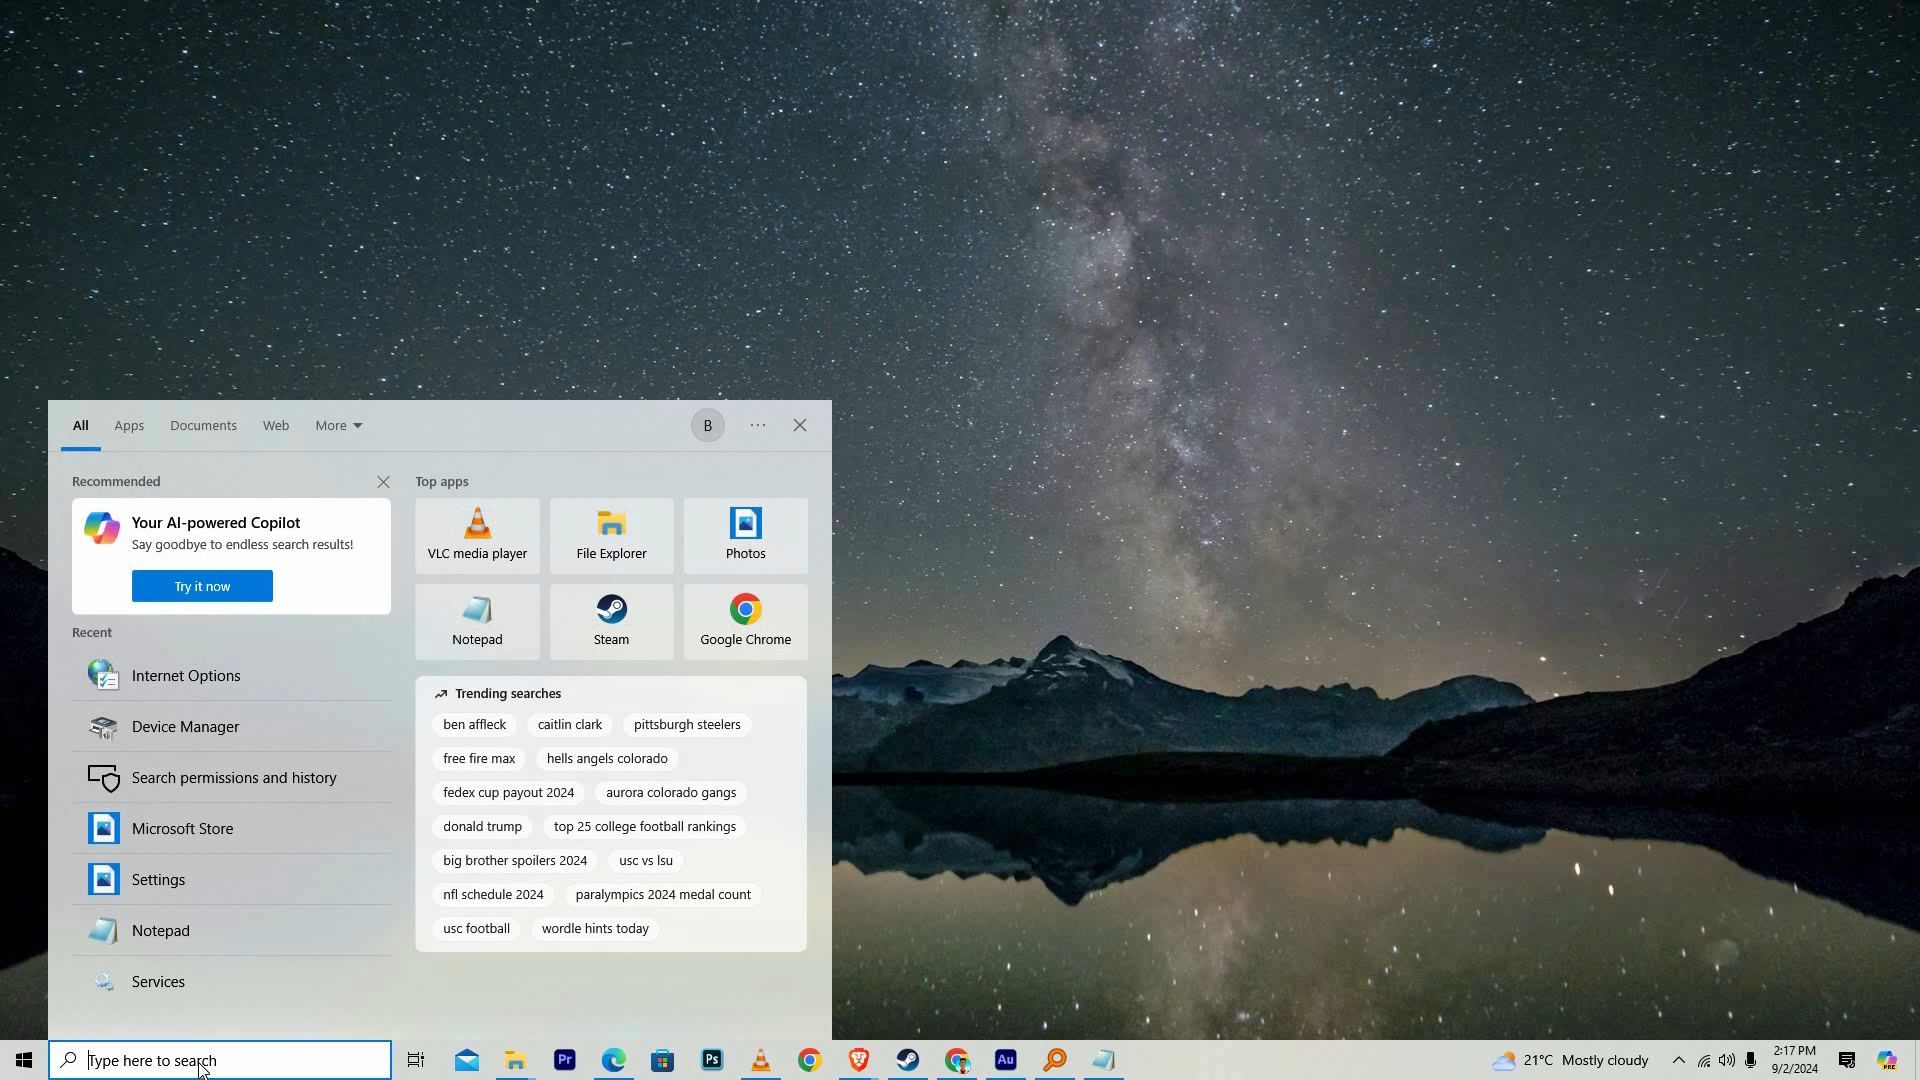 All Apps Documents Web More B ...
Recommended
Your AI-powered Copilot
Say goodbye to endless search results!
Try it now
Recent
Internet Options
Device Manager
Search permissions and history
Microsoft Store
Settings
Notepad
Services
Top apps
VLC media player File Explorer Photos
Notepad Steam Google Chrome
Trending searches
ben affleck caitlin clark pittsburgh steelers
free fire max hells angels colorado
fedex cup payout 2024 aurora colorado gangs
donald trump top 25 college football rankings
big brother spoilers 2024 usc vs lsu
nfl schedule 2024 paralympics 2024 medal count
usc football wordle hints today
Type here to search
Pr Ps Au
21°C Mostly cloudy
2:17 PM
9/2/2024
PRE